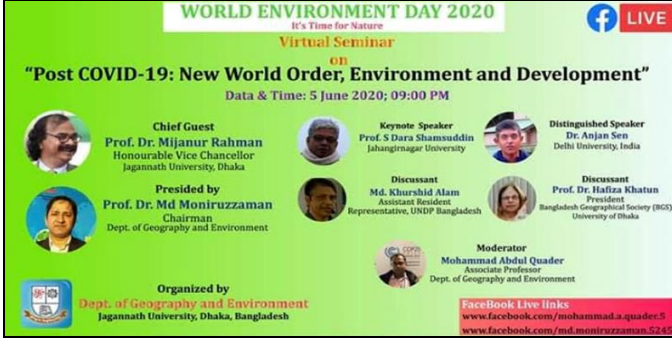 WORLD ENVIRONMENT DAY 2020
It's Time for Nature
LIVE
Virtual Seminar
on
"Post COVID-19: New World Order, Environment and Development"
Data & Time: 5 June 2020; 09:00 PM
Chief Guest
Prof. Dr. Mijanur Rahman
Honourable Vice Chancellor
Jagannath University, Dhaka
Keynote Speaker
Prof. S Dara Shamsuddin
Jahangirnagar University
Distinguished Speaker
Dr. Anjan Sen
Delhi University, India
Presided by
Prof. Dr. Md Moniruzzaman
Chairman
Dept. of Geography and Environment
Discussant
Md. Khurshid Alam
Assistant Resident
Representative, UNDP Bangladesh
Discussant
Prof. Dr. Hafiza Khatun
President
Bangladesh Geographical Society (BGS)
University of Dhaka
Moderator
Mohammad Abdul Quader
Associate Professor
Dept. of Geography and Environment
Organized by
Dept. of Geography and Environment
Jagannath University, Dhaka, Bangladesh
FaceBook Live links
www.facebook.com/mohammad.a.quader.5
www.facebook.com/md.moniruzzaman.5245